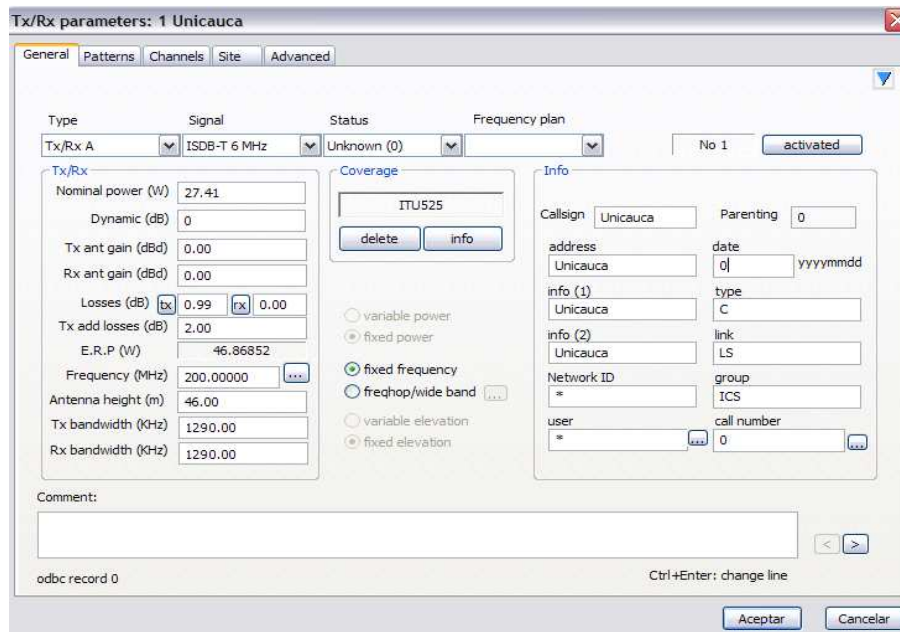 Tx/Rx parameters: 1 Unicauca
General Patterns Channels Site Advanced
Type Signal Status Frequency plan
Tx/Rx A ISDB-T 6 MHz Unknown (0) No 1 activated
Tx/Rx
Nominal power (W) 27.41
Dynamic (dB) 0
Tx ant gain (dBd) 0.00
Rx ant gain (dBd) 0.00
Losses (dB) tx 0.99 rx 0.00
Tx add losses (dB) 2.00
E.R.P (W) 46.86852
Frequency (MHz) 200.00000 ...
Antenna height (m) 46.00
Tx bandwidth (KHz) 1290.00
Rx bandwidth (KHz) 1290.00
Coverage
ITU525
delete info
variable power
fixed power
fixed frequency
freqhop/wide band ...
variable elevation
fixed elevation
Info
Callsign Unicauca Parenting 0
address date
Unicauca 0 yyyymmdd
info (1) type
Unicauca C
info (2) link
Unicauca LS
Network ID group
* ICS
user call number
* ... 0 ...
Comment:
< >
odbc record 0 Ctrl+Enter: change line
Aceptar Cancelar